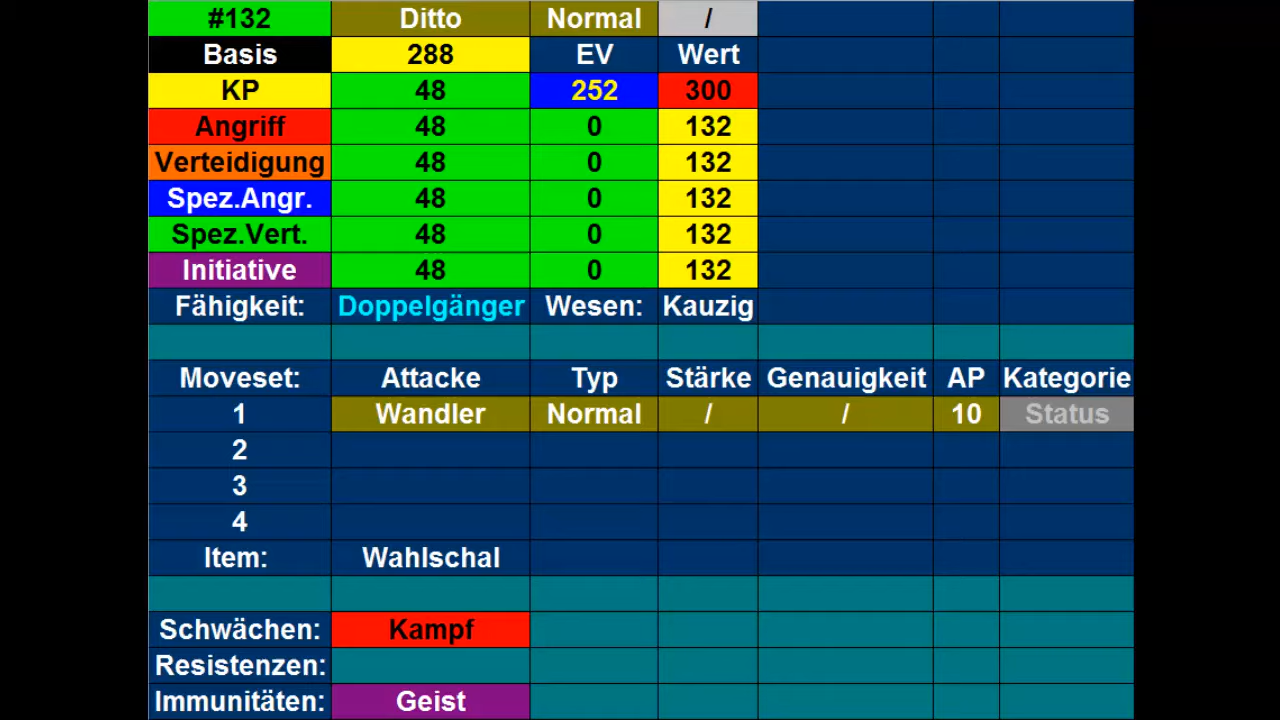 #132 Ditto Normal /
Basis 288 EV Wert
KP 48 252 300
Angriff 48 0 132
Verteidigung 48 0 132
Spez.Angr. 48 0 132
Spez.Vert. 48 0 132
Initiative 48 0 132
Fähigkeit: Doppelgänger Wesen: Kauzig
Moveset: Attacke Typ Stärke Genauigkeit AP Kategorie
1 Wandler Normal / / 10 Status
2
3
4
Item: Wahlschal
Schwächen: Kampf
Resistenzen:
Immunitäten: Geist